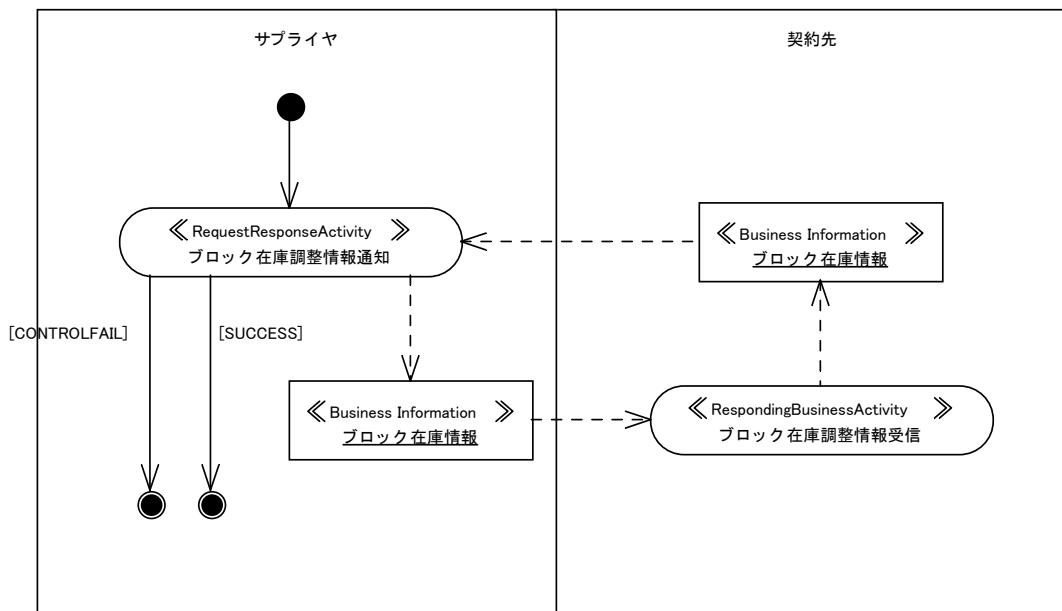 サプライヤ
契約先
≪RequestResponseActivity≫
ブロック在庫調整情報通知
≪Business Information≫
ブロック在庫情報
[CONTROLFAIL]
[SUCCESS]
≪Business Information≫
ブロック在庫情報
≪RespondingBusinessActivity≫
ブロック在庫調整情報受信